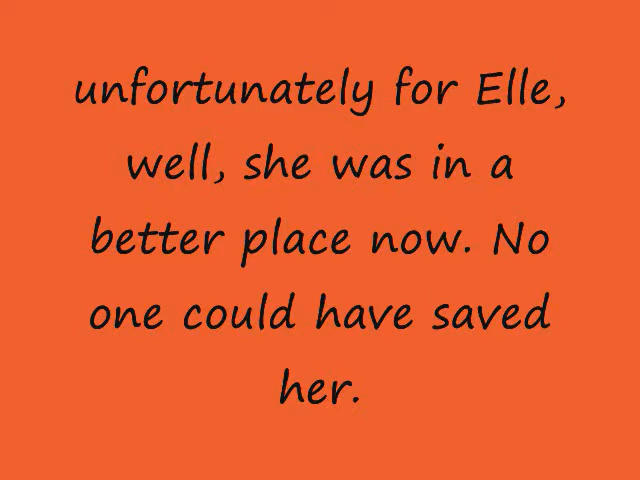 unfortunately for Elle,
well, she was in a
better place now. No
one could have saved
her.